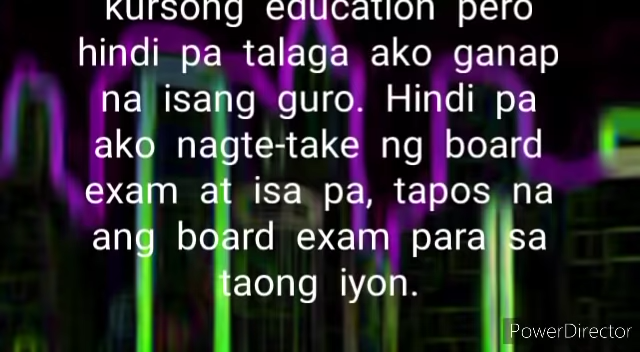 kursong education pero
hindi pa talaga ako ganap
na isang guro. Hindi pa
ako nagte-take ng board
exam at isa pa, tapos na
ang board exam para sa
taong iyon.
PowerDirector